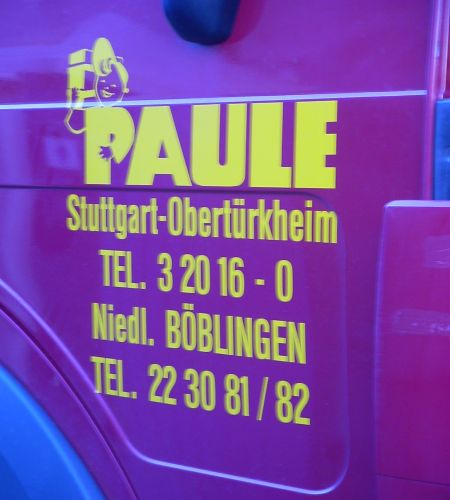 PAULE
Stuttgart-Obertürkheim
TEL. 3 20 16 - 0
Niedl. BÖBLINGEN
TEL. 22 30 81 / 82